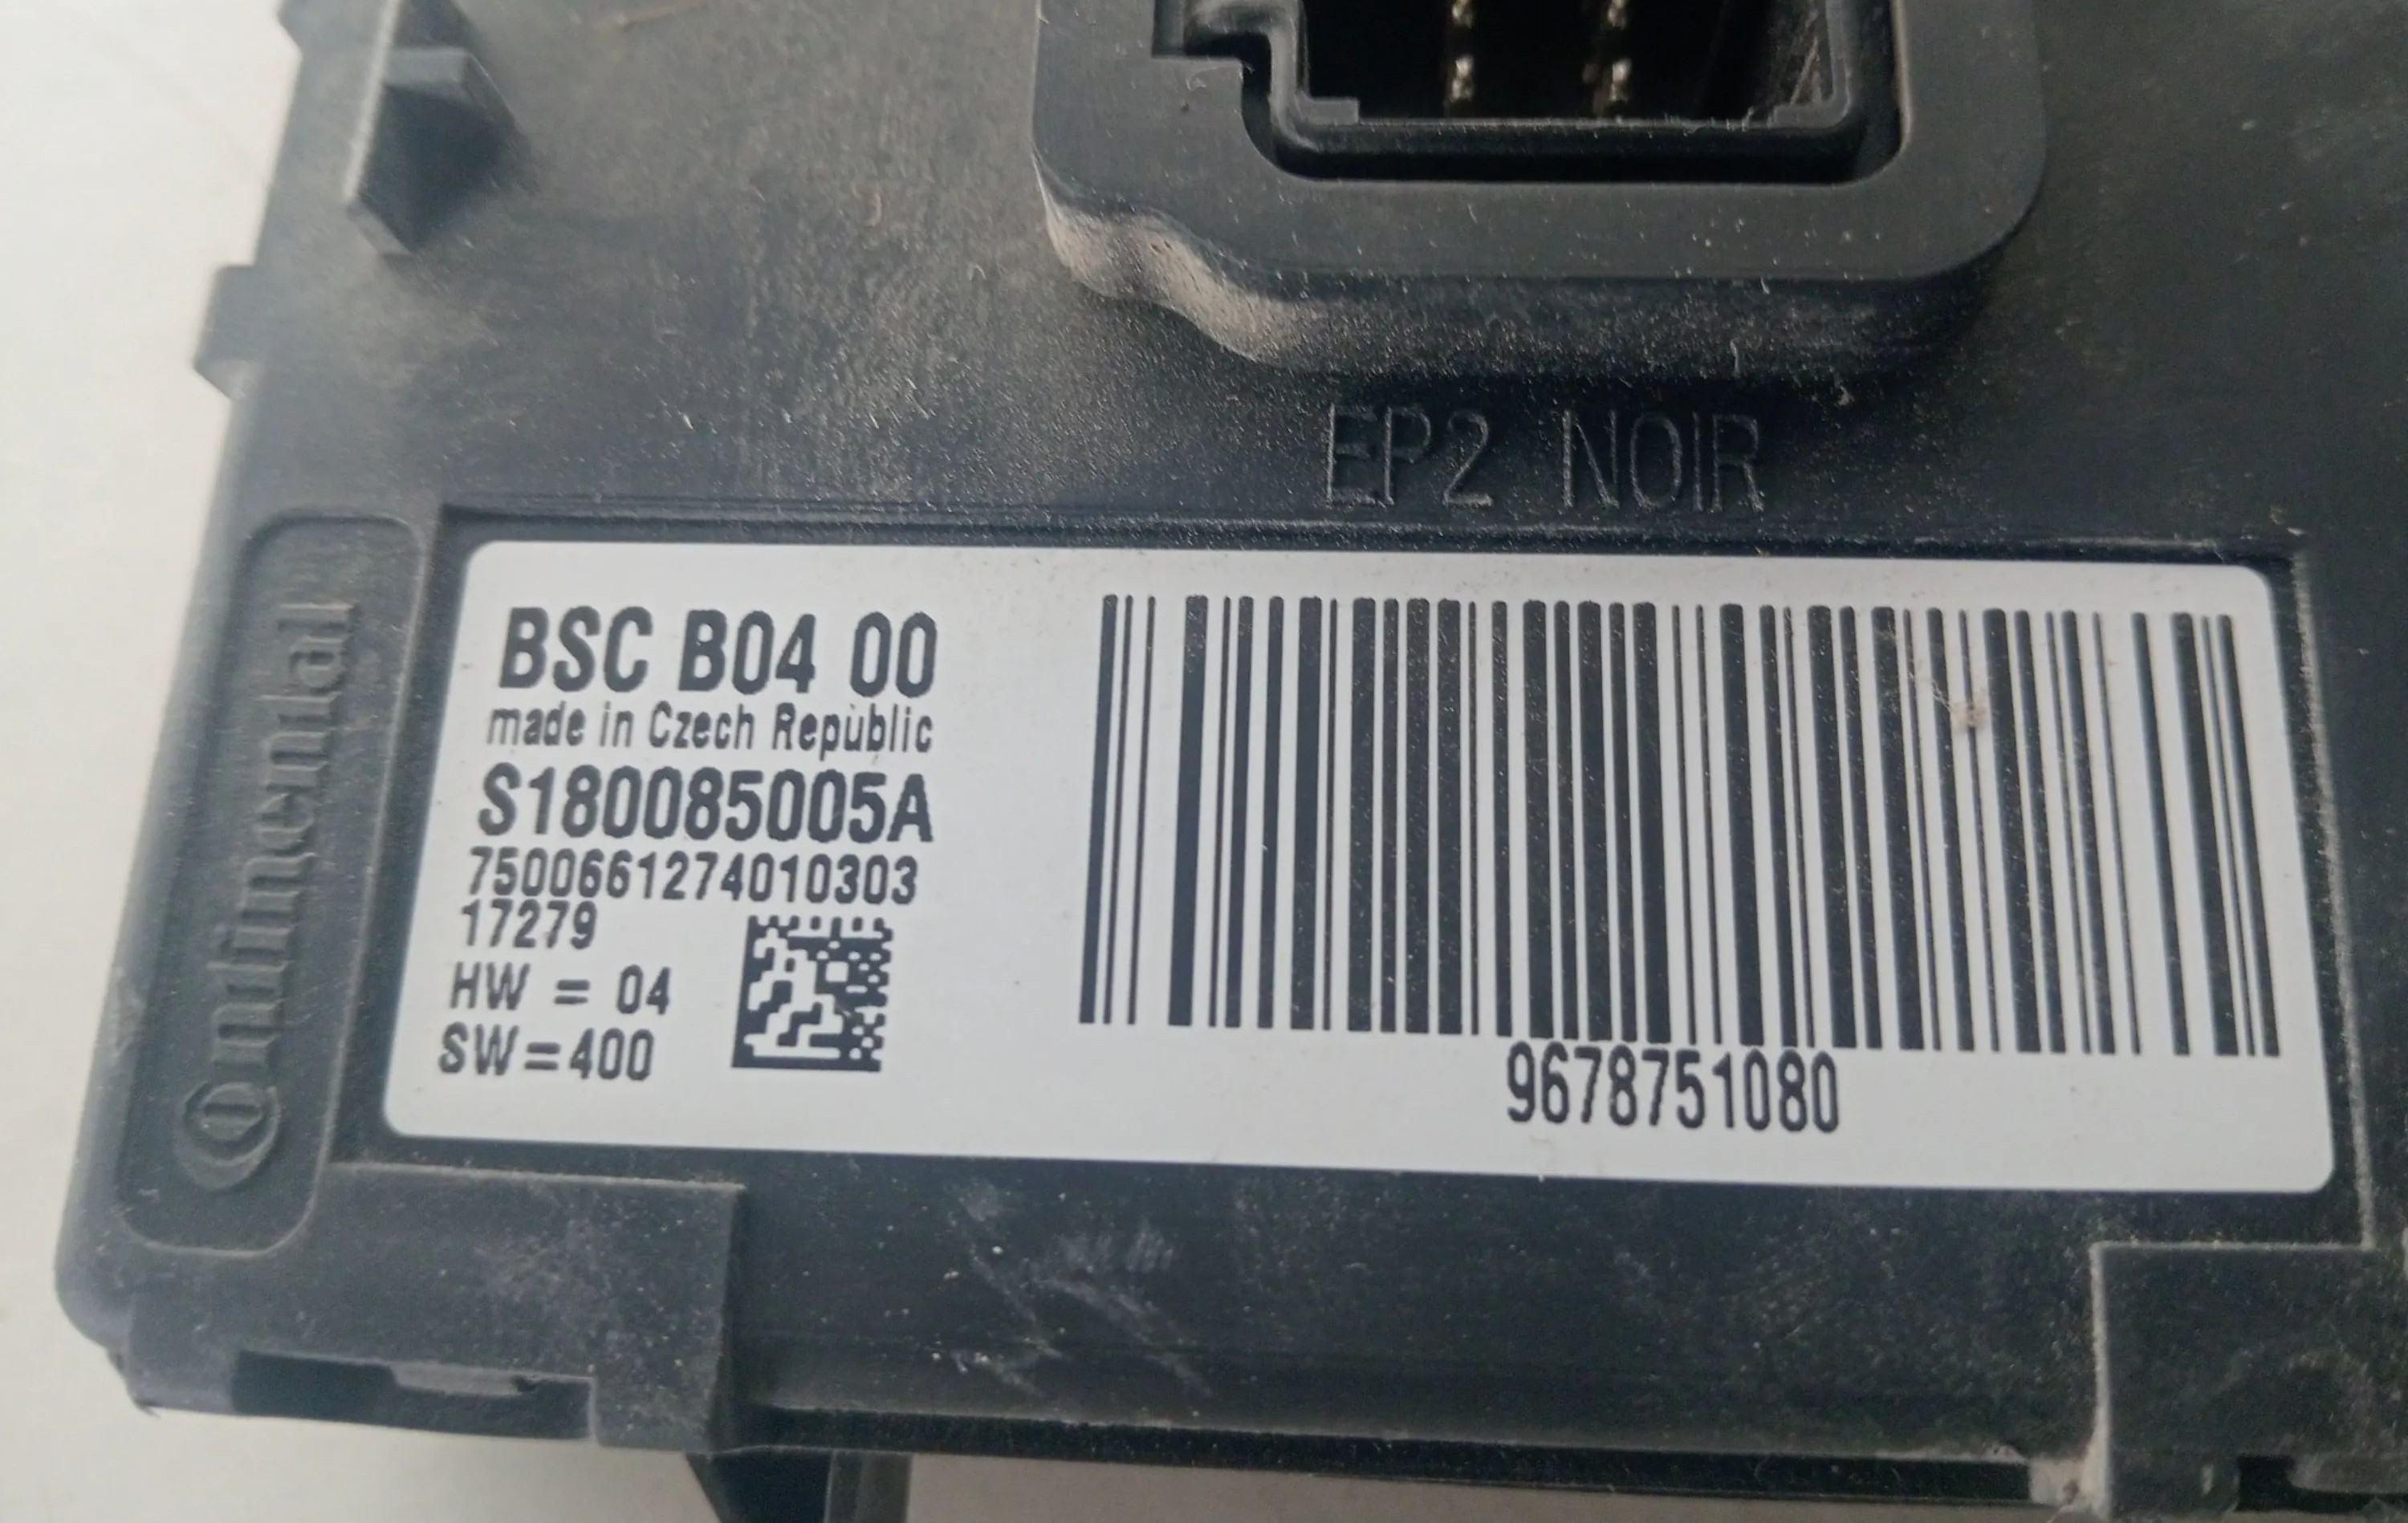 EP2 NOIR
Continental
BSC B04 00
made in Czech Republic
S180085005A
7500661274010303
17279
HW = 04
SW=400
9678751080